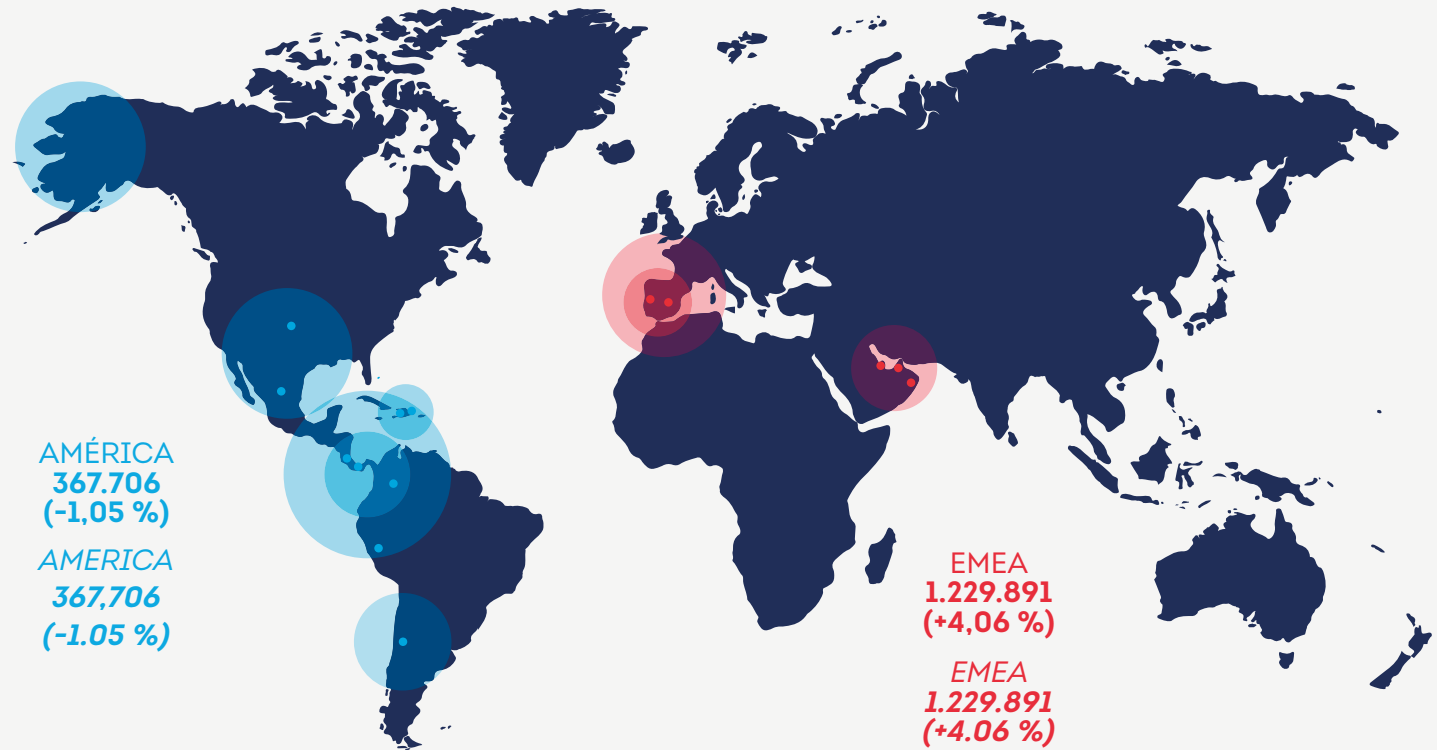 AMÉRICA
367.706
(-1,05 %)
AMERICA
367,706
(-1.05 %)
EMEA
1.229.891
(+4,06 %)
EMEA
1.229.891
(+4.06 %)